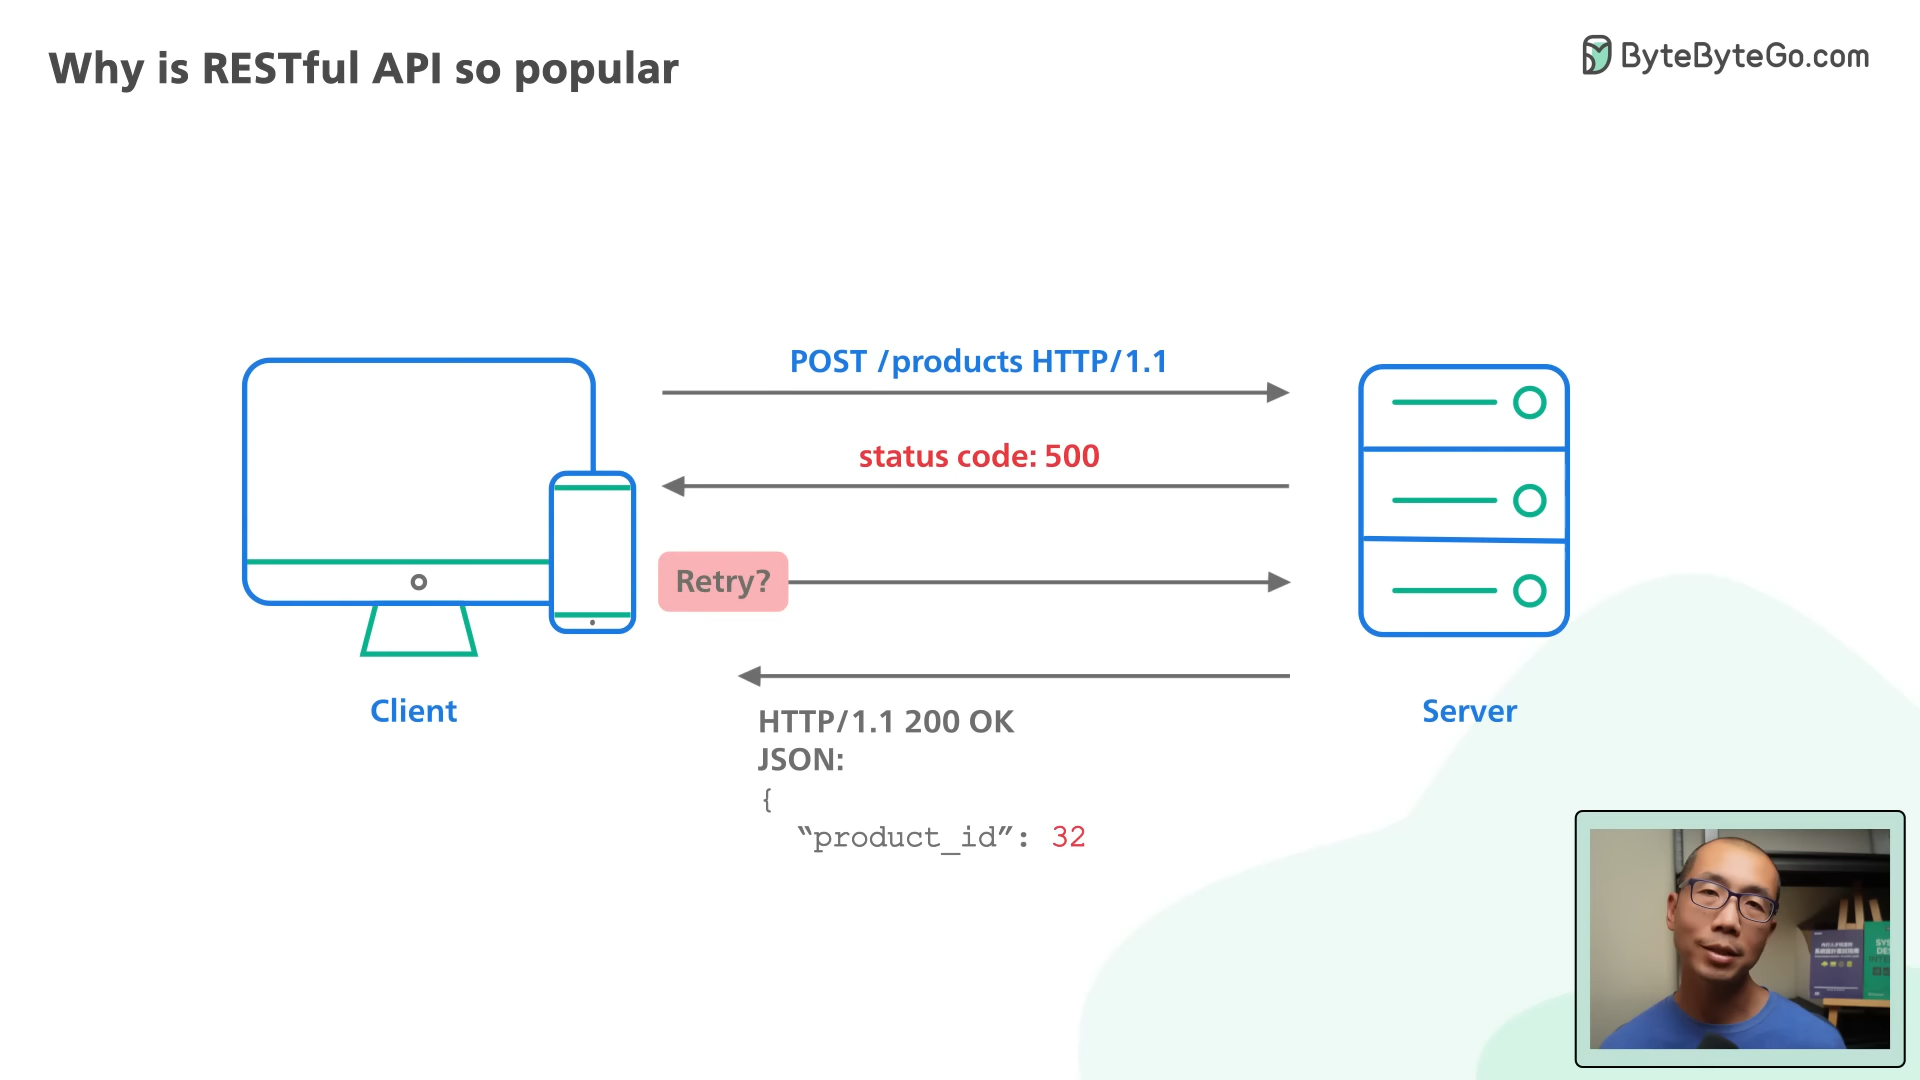 Why is RESTful API so popular
ByteByteGo.com
POST /products HTTP/1.1
status code: 500
Retry?
Client
Server
HTTP/1.1 200 OK
JSON:
{
“product_id”: 32